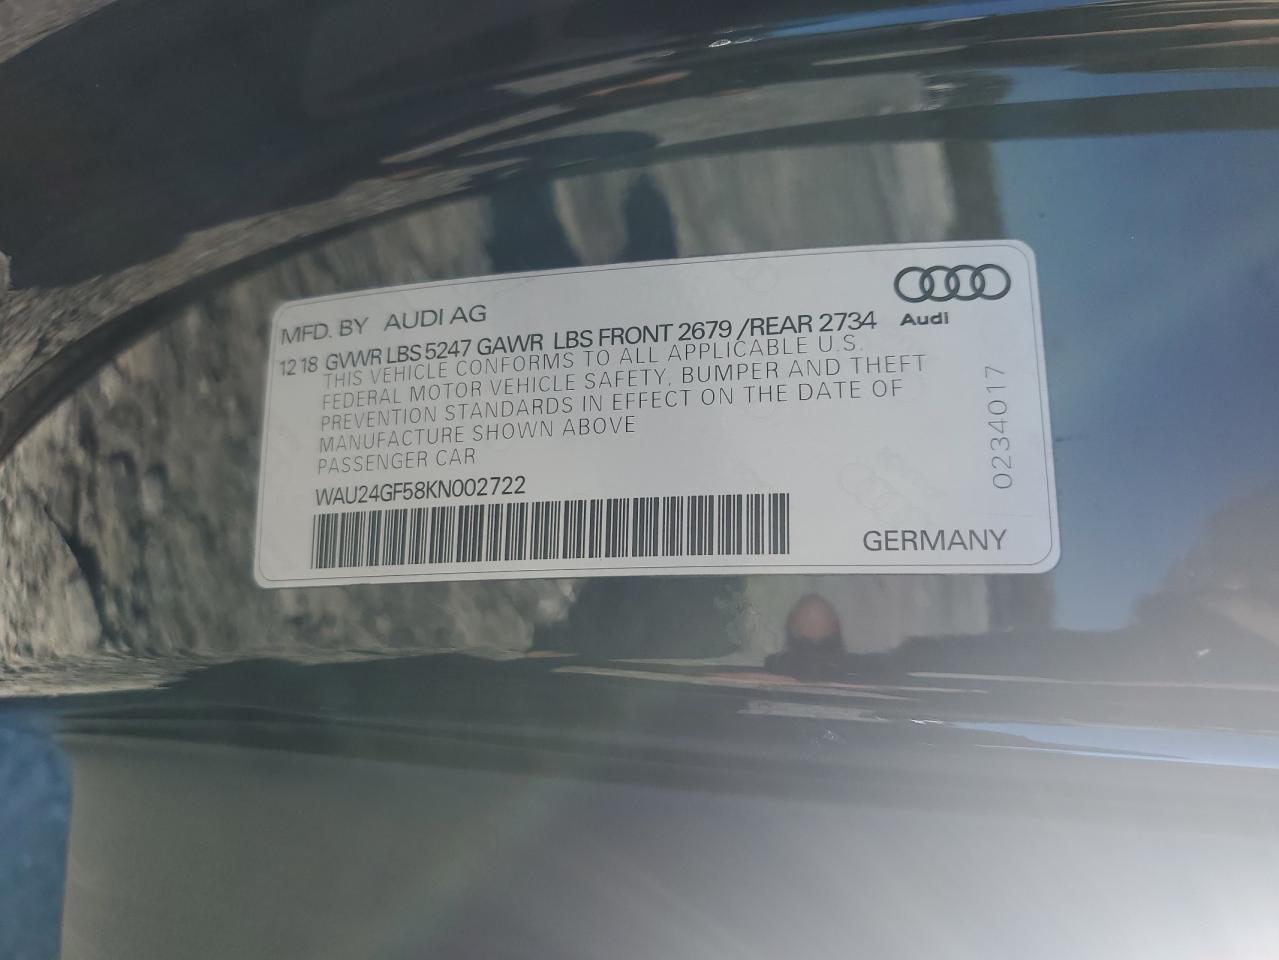 MFD. BY AUDI AG
Audi
12 18 GVWR LBS 5247 GAWR LBS FRONT 2679 /REAR 2734
THIS VEHICLE CONFORMS TO ALL APPLICABLE U.S.
FEDERAL MOTOR VEHICLE SAFETY, BUMPER AND THEFT
PREVENTION STANDARDS IN EFFECT ON THE DATE OF
MANUFACTURE SHOWN ABOVE
PASSENGER CAR
WAU24GF58KN002722
0234017
GERMANY